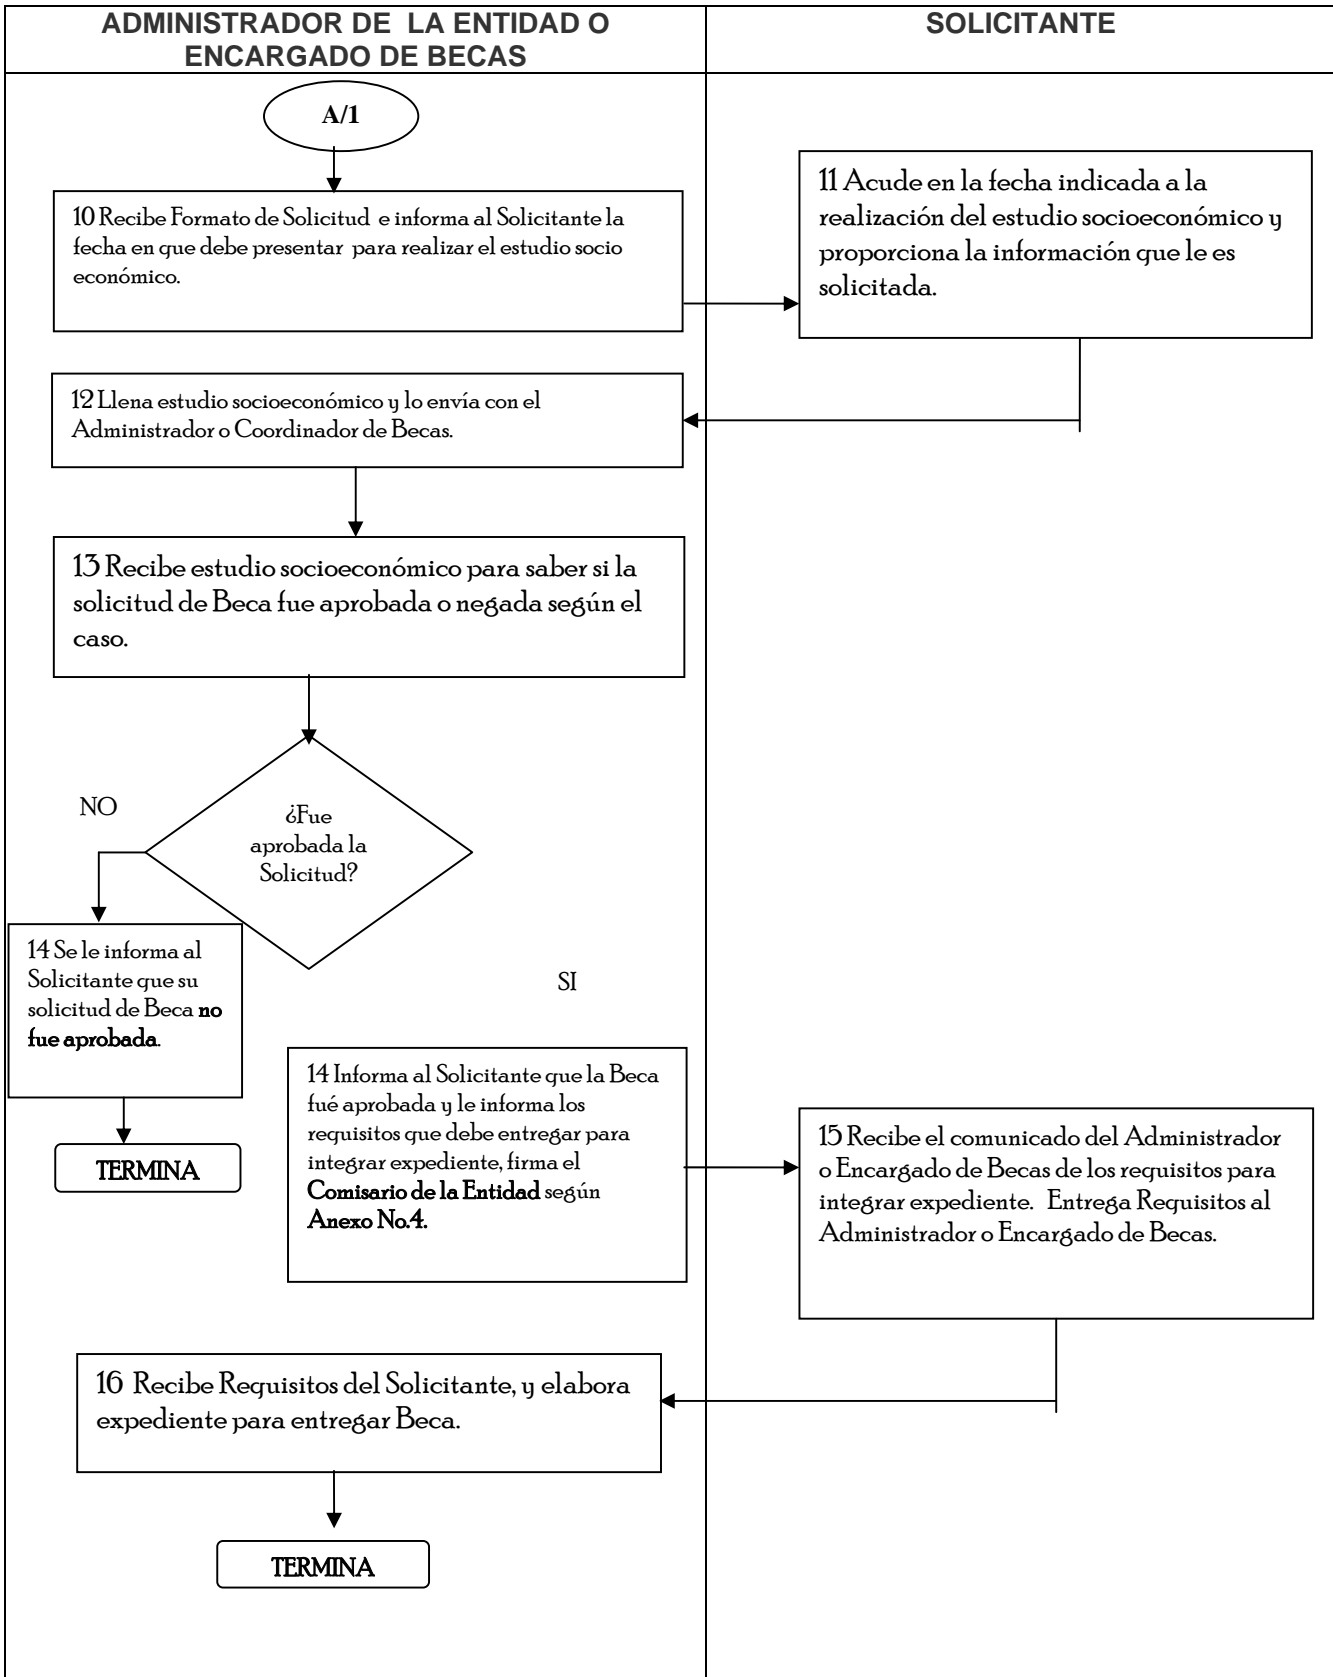 ADMINISTRADOR DE LA ENTIDAD O
ENCARGADO DE BECAS
SOLICITANTE
A/1
10 Recibe Formato de Solicitud e informa al Solicitante la
fecha en que debe presentar para realizar el estudio socio
económico.
11 Acude en la fecha indicada a la
realización del estudio socioeconómico y
proporciona la información que le es
solicitada.
12 Llena estudio socioeconómico y lo envía con el
Administrador o Coordinador de Becas.
13 Recibe estudio socioeconómico para saber si la
solicitud de Beca fue aprobada o negada según el
caso.
NO
¿Fue
aprobada la
Solicitud?
14 Se le informa al
Solicitante que su
solicitud de Beca no
fue aprobada.
SI
TERMINA
14 Informa al Solicitante que la Beca
fué aprobada y le informa los
requisitos que debe entregar para
integrar expediente, firma el
Comisario de la Entidad según
Anexo No.4.
15 Recibe el comunicado del Administrador
o Encargado de Becas de los requisitos para
integrar expediente. Entrega Requisitos al
Administrador o Encargado de Becas.
16 Recibe Requisitos del Solicitante, y elabora
expediente para entregar Beca.
TERMINA